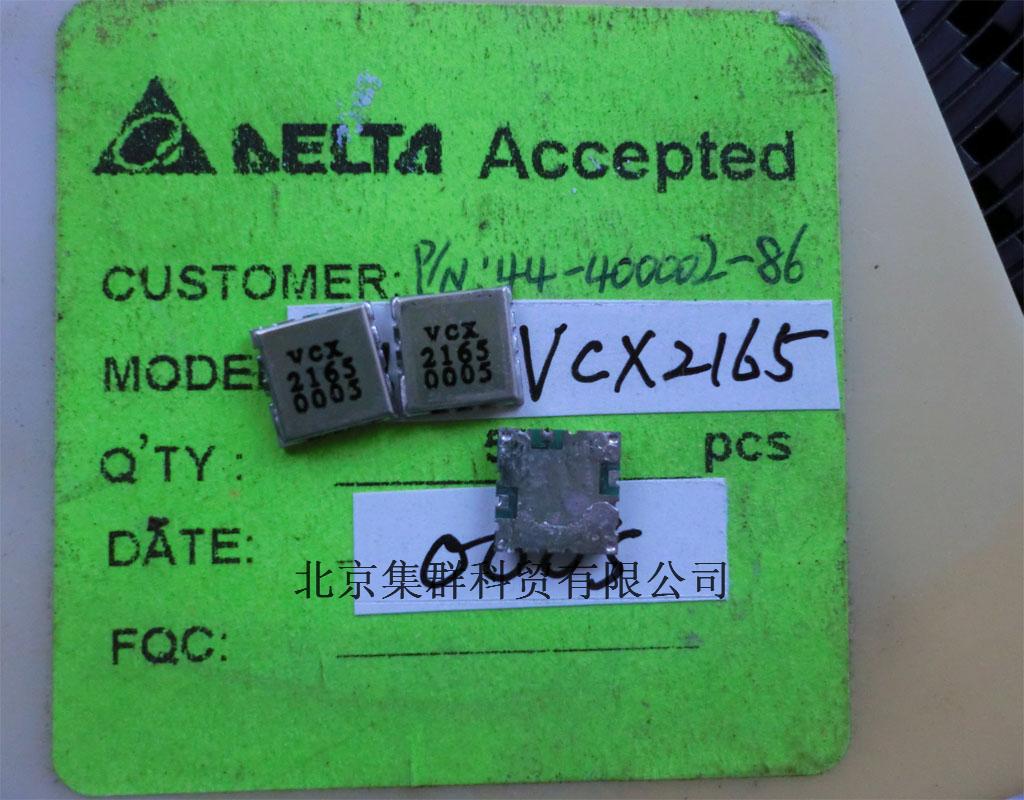 DELTA Accepted
CUSTOMER: P/N: 44-400002-86
MODEL VCX2165
VCX
2165
0005
VCX
2165
0005
Q'TY: pcs
DATE: 0005
北京集群科贸有限公司
FQC: